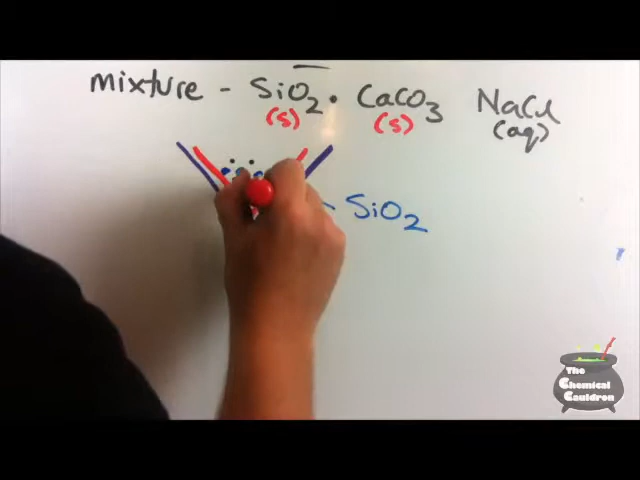 mixture - SiO2 · CaCO3 NaCl
(s) (s) (aq)
- SiO2
The
Chemical
Cauldron